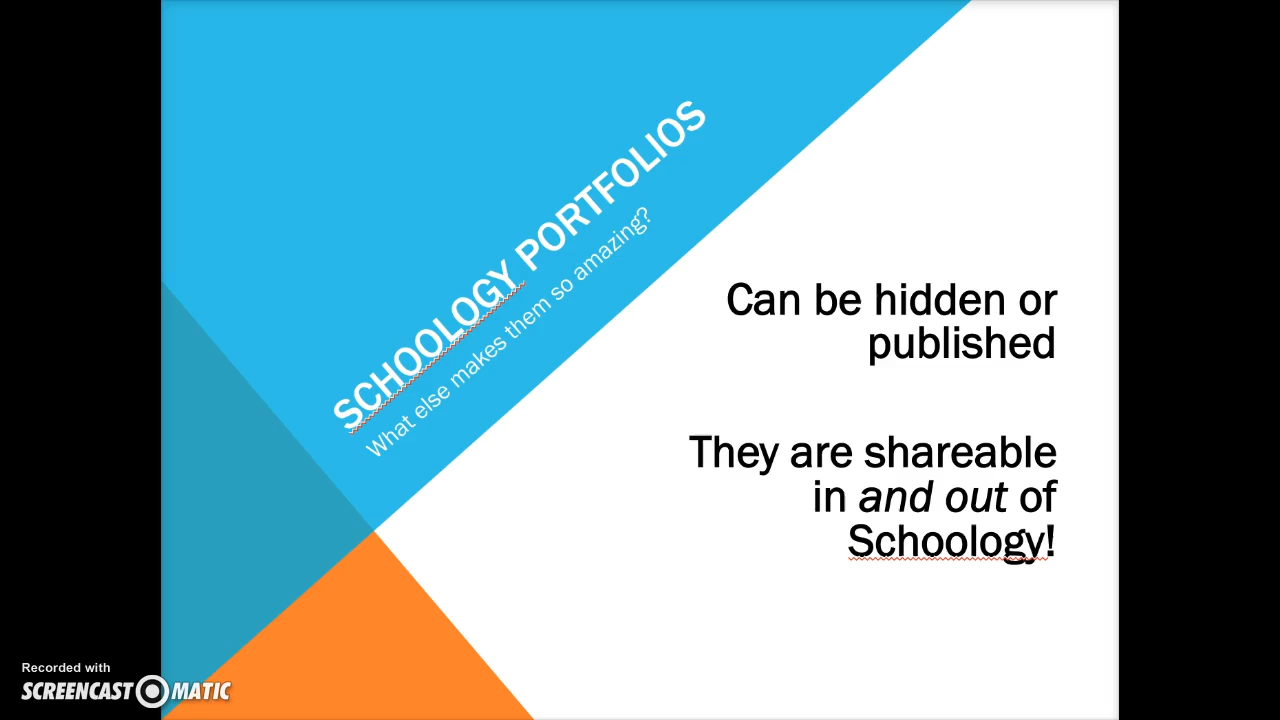 SCHOOLOGY PORTFOLIOS
What else makes them so amazing?
Can be hidden or
published
They are shareable
in and out of
Schoology!
Recorded with
SCREENCAST MATIC